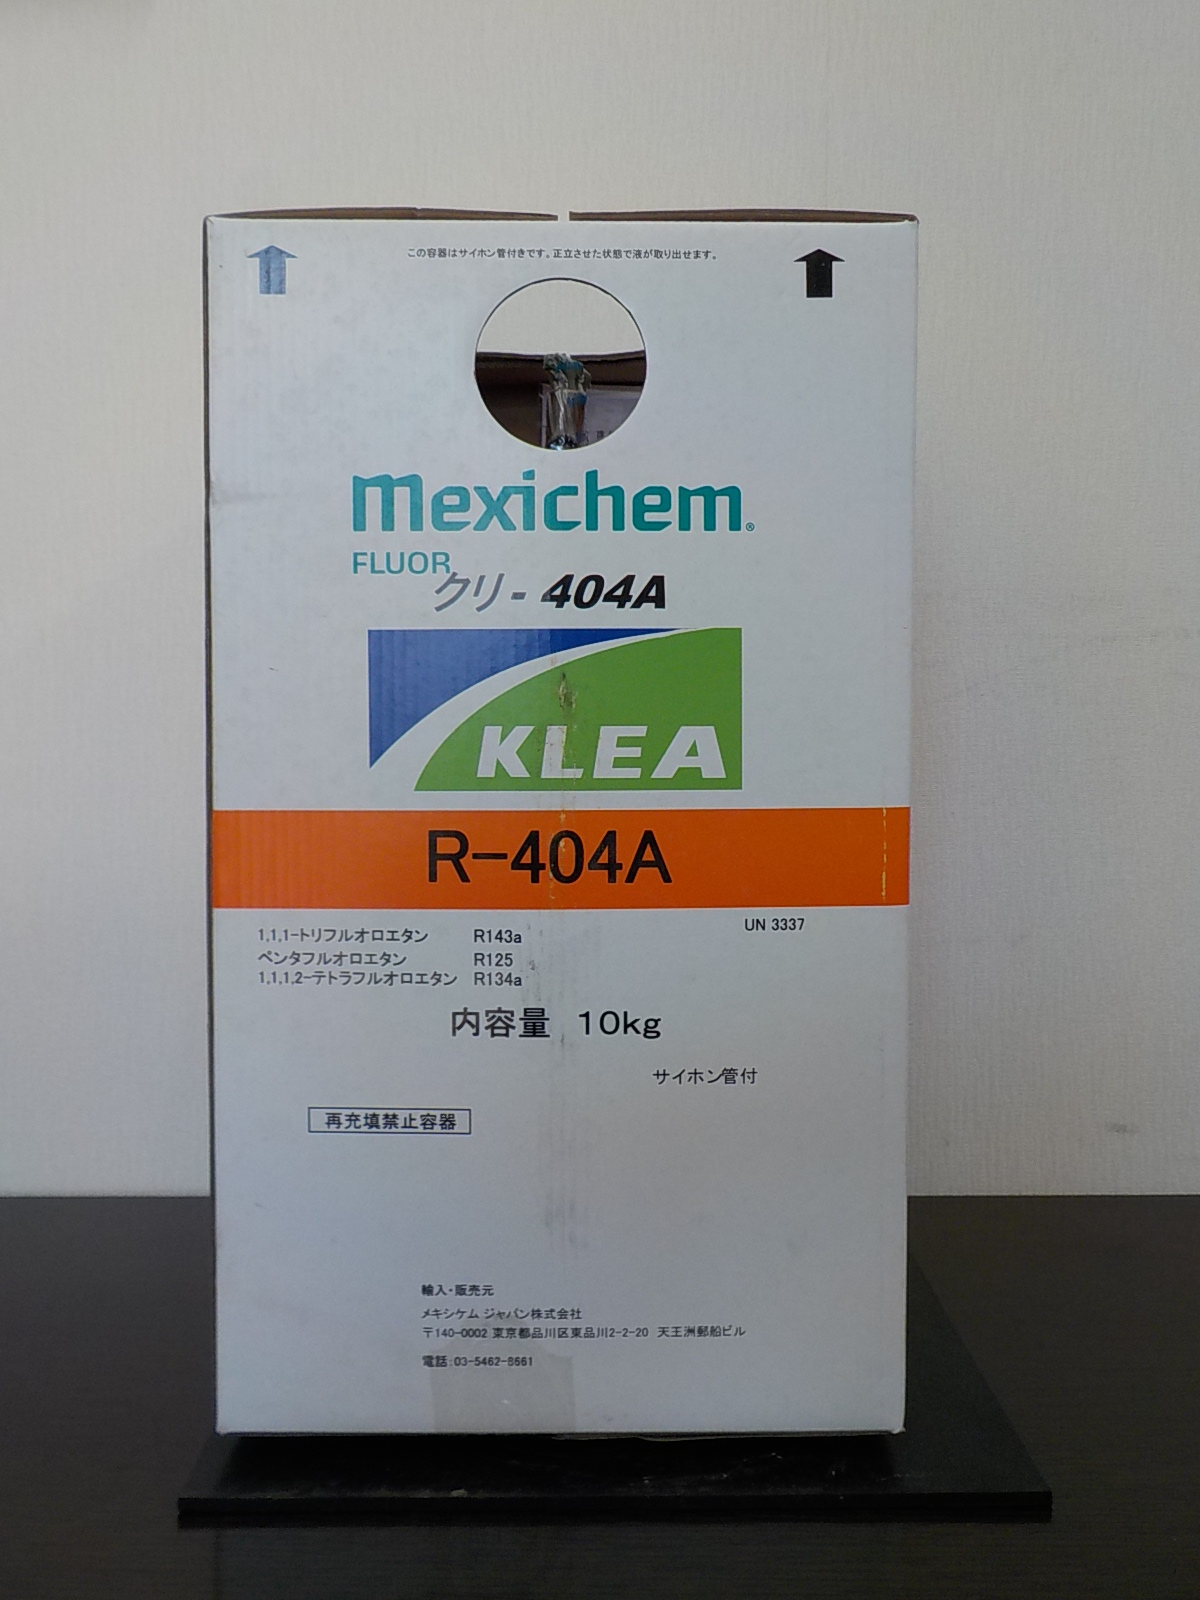 この容器はサイホン管付きです。正立させた状態で液が取り出せます。
mexichem®
FLUOR
クリ-404A
KLEA
R-404A
UN 3337
1,1,1-トリフルオロエタン R143a
ペンタフルオロエタン R125
1,1,1,2-テトラフルオロエタン R134a
内容量 10kg
サイホン管付
再充填禁止容器
輸入・販売元
メキシケム ジャパン株式会社
〒140-0002 東京都品川区東品川2-2-20 天王洲郵船ビル
電話:03-5462-8661